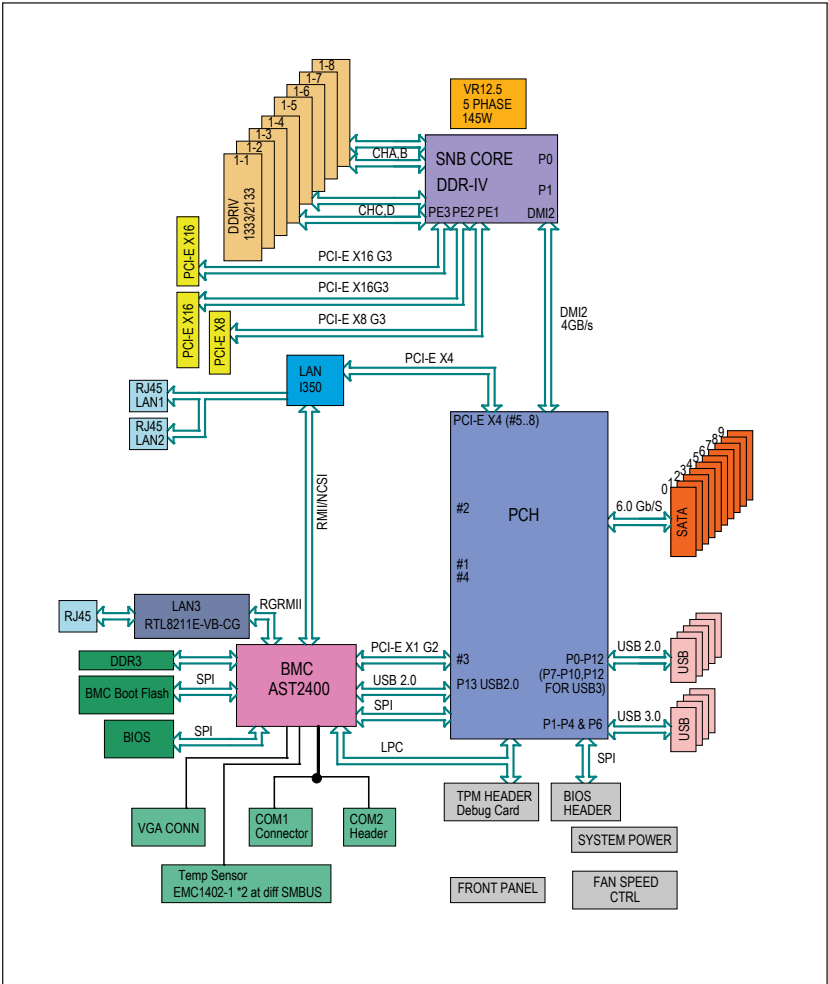 1-8
1-7
1-6
1-5
1-4
1-3
1-2
1-1
DDRIV
1333/2133
VR12.5
5 PHASE
145W
CHA,B
CHC,D
SNB CORE
DDR-IV
P0
P1
PE3
PE2
PE1
DMI2
PCI-E X16
PCI-E X16 G3
PCI-E X16
PCI-E X16G3
PCI-E X8
PCI-E X8 G3
DMI2
4GB/s
PCI-E X4
LAN
I350
RJ45
LAN1
RJ45
LAN2
RMII/NCSI
PCI-E X4 (#5..8)
#2
PCH
#1
#4
#3
P13 USB2.0
P0-P12
(P7-P10,P12
FOR USB3)
P1-P4 & P6
6.0 Gb/S
0
1
2
3
4
5
6
7
8
9
SATA
USB 2.0
USB
USB 3.0
USB
RJ45
LAN3
RTL8211E-VB-CG
RGRMII
DDR3
BMC Boot Flash
SPI
BIOS
SPI
BMC
AST2400
PCI-E X1 G2
USB 2.0
SPI
LPC
SPI
TPM HEADER
Debug Card
BIOS
HEADER
VGA CONN
COM1
Connector
COM2
Header
Temp Sensor
EMC1402-1 *2 at diff SMBUS
SYSTEM POWER
FRONT PANEL
FAN SPEED
CTRL